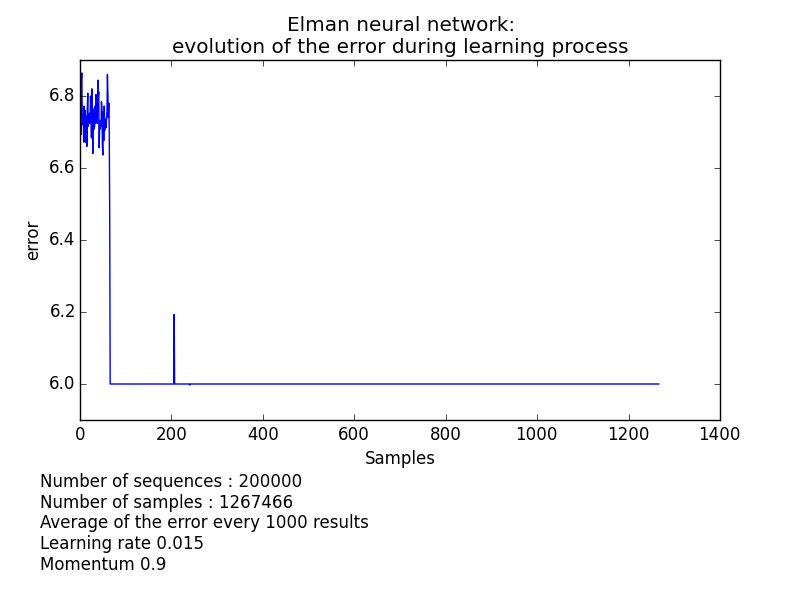 Elman neural network:
evolution of the error during learning process
6.8
6.6
6.4
6.2
6.0
error
0 200 400 600 800 1000 1200 1400
Samples
Number of sequences : 200000
Number of samples : 1267466
Average of the error every 1000 results
Learning rate 0.015
Momentum 0.9